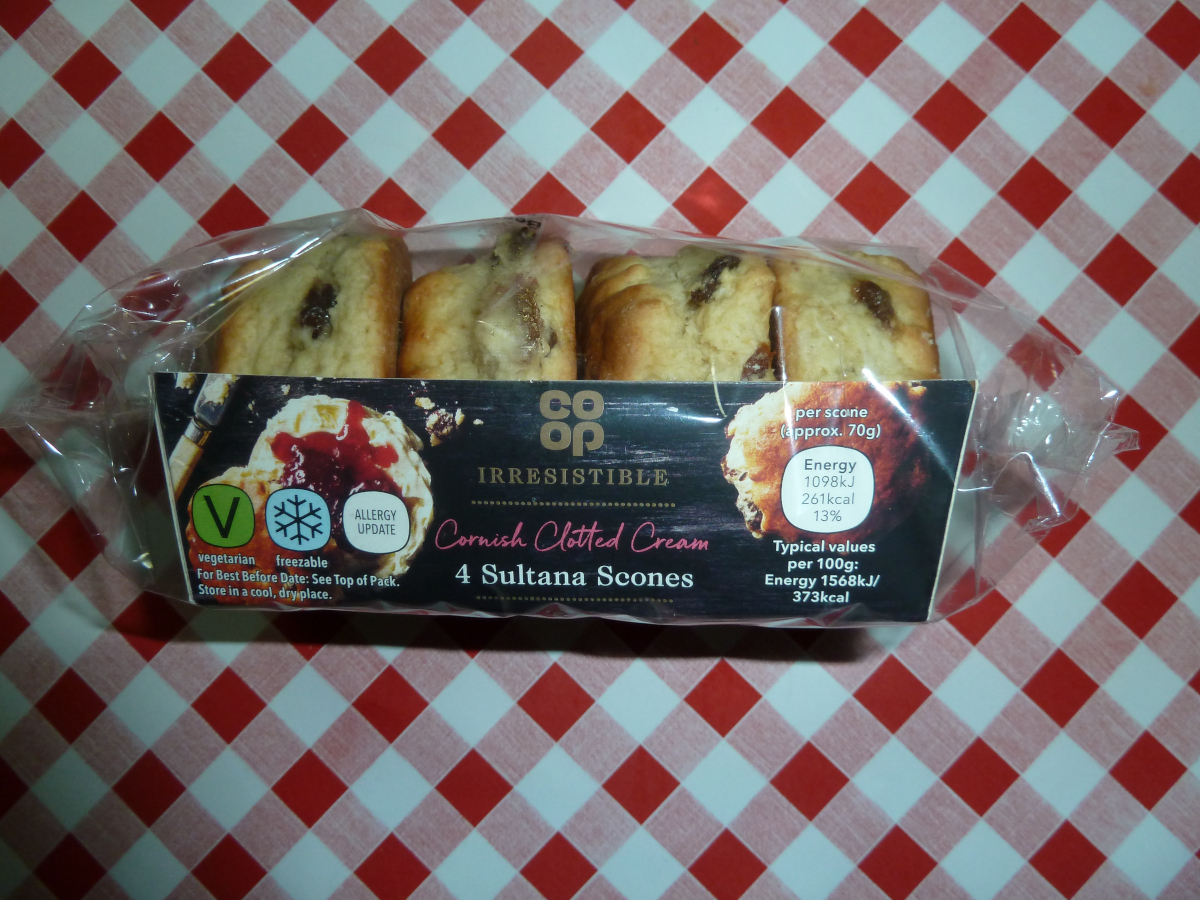 CO
OP
IRRESISTIBLE
Cornish Clotted Cream
4 Sultana Scones
V
vegetarian
freezable
ALLERGY
UPDATE
For Best Before Date: See Top of Pack.
Store in a cool, dry place.
per scone
(approx. 70g)
Energy
1098kJ
261kcal
13%
Typical values
per 100g:
Energy 1568kJ/
373kcal